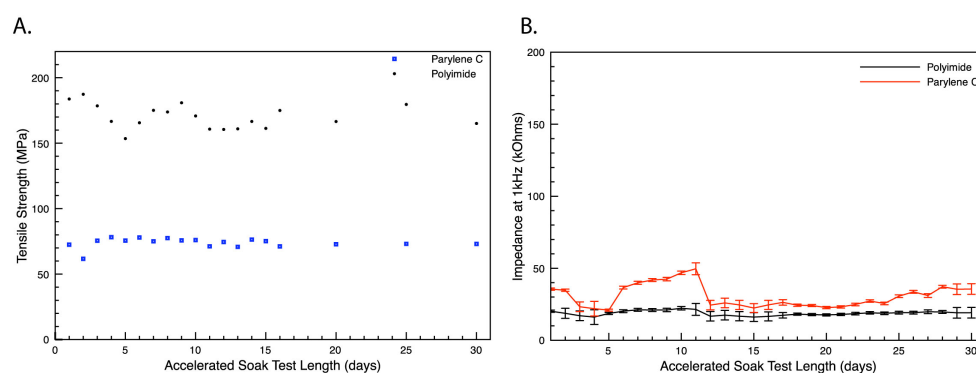 A.
Parylene C
Polyimide
200
150
100
50
0
Tensile Strength (MPa)
0 5 10 15 20 25 30
Accelerated Soak Test Length (days)
B.
Polyimide
Parylene C
200
150
100
50
Impedance at 1kHz (kOhms)
5 10 15 20 25 30
Accelerated Soak Test Length (days)